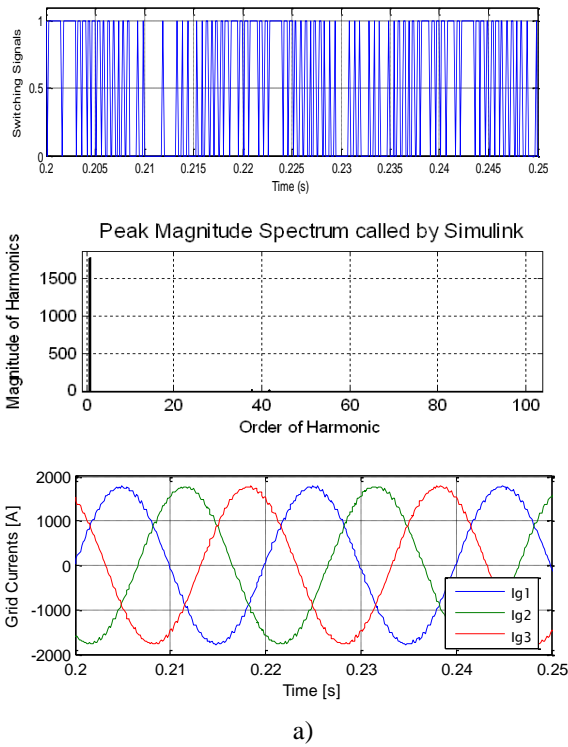 Switching Signals
1
0.5
0
0.2 0.205 0.21 0.215 0.22 0.225 0.23 0.235 0.24 0.245 0.25
Time (s)
Peak Magnitude Spectrum called by Simulink
Magnitude of Harmonics
1500
1000
500
0
0 20 40 60 80 100
Order of Harmonic
Grid Currents [A]
2000
1000
0
-1000
-2000
Ig1
Ig2
Ig3
0.2 0.21 0.22 0.23 0.24 0.25
Time [s]
a)